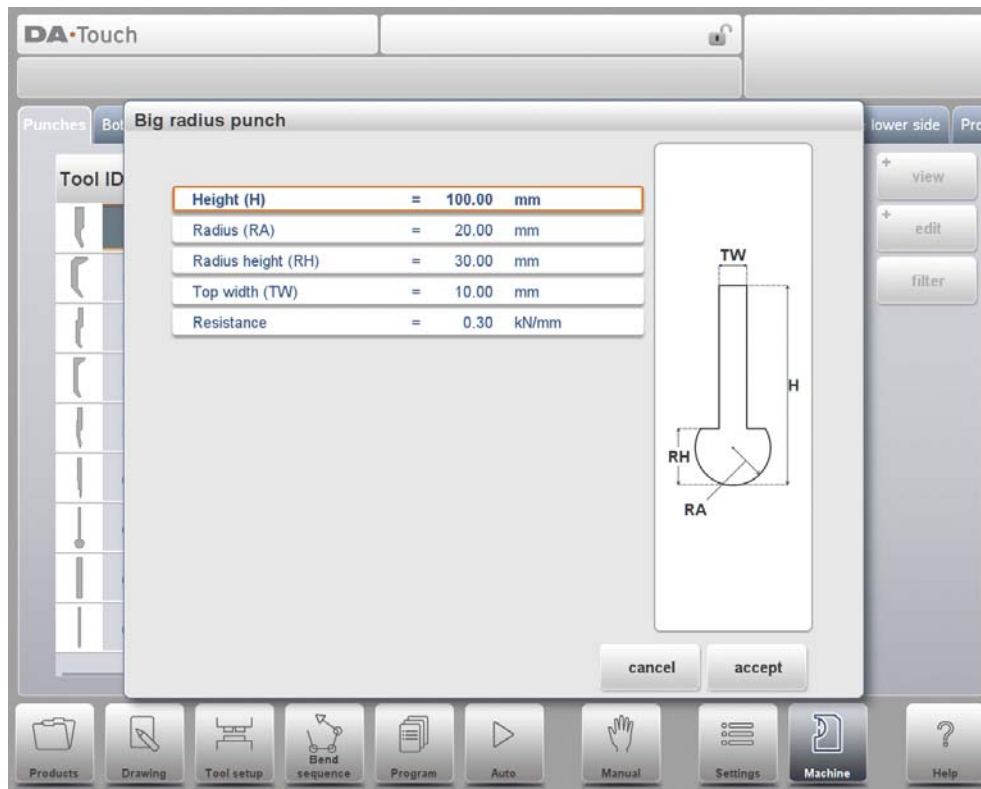 DA•Touch
Punches
Bot
lower side
Pro
Big radius punch
Tool ID
Height (H) = 100.00 mm
Radius (RA) = 20.00 mm
Radius height (RH) = 30.00 mm
Top width (TW) = 10.00 mm
Resistance = 0.30 kN/mm
TW
H
RH
RA
+ view
+ edit
filter
cancel
accept
Products
Drawing
Tool setup
Bend
sequence
Program
Auto
Manual
Settings
Machine
? Help